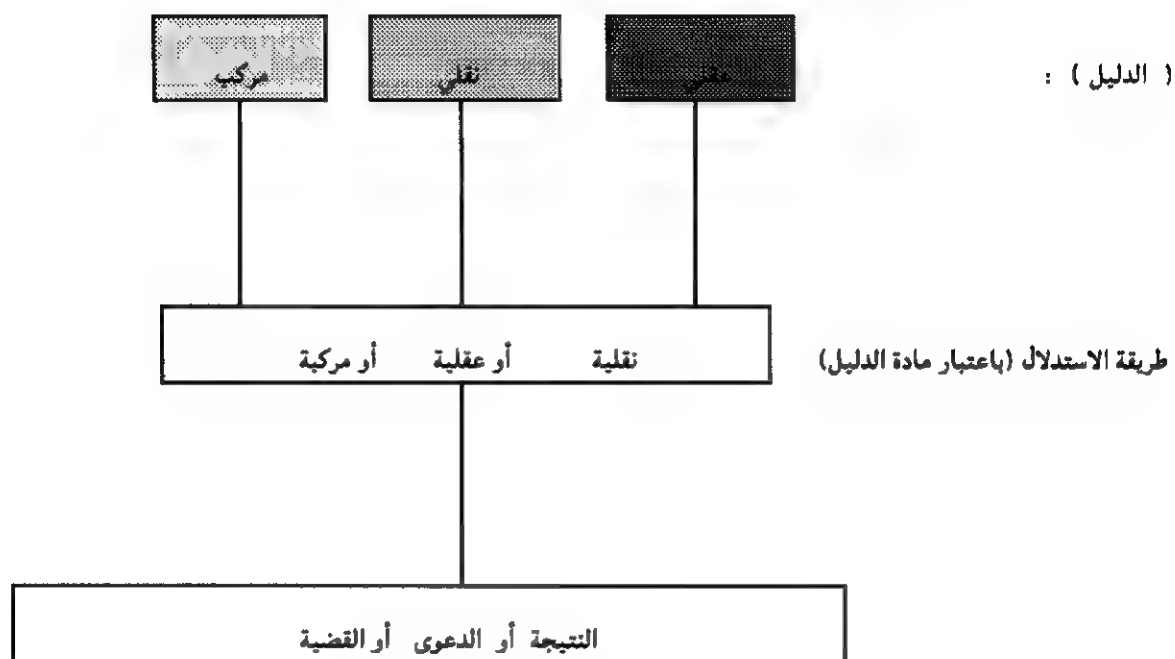 ( الدليل ) : عقلي نقلي مركب
طريقة الاستدلال (باعتبار مادة الدليل) نقلية أو عقلية أو مركبة
النتيجة أو الدعوى أو القضية